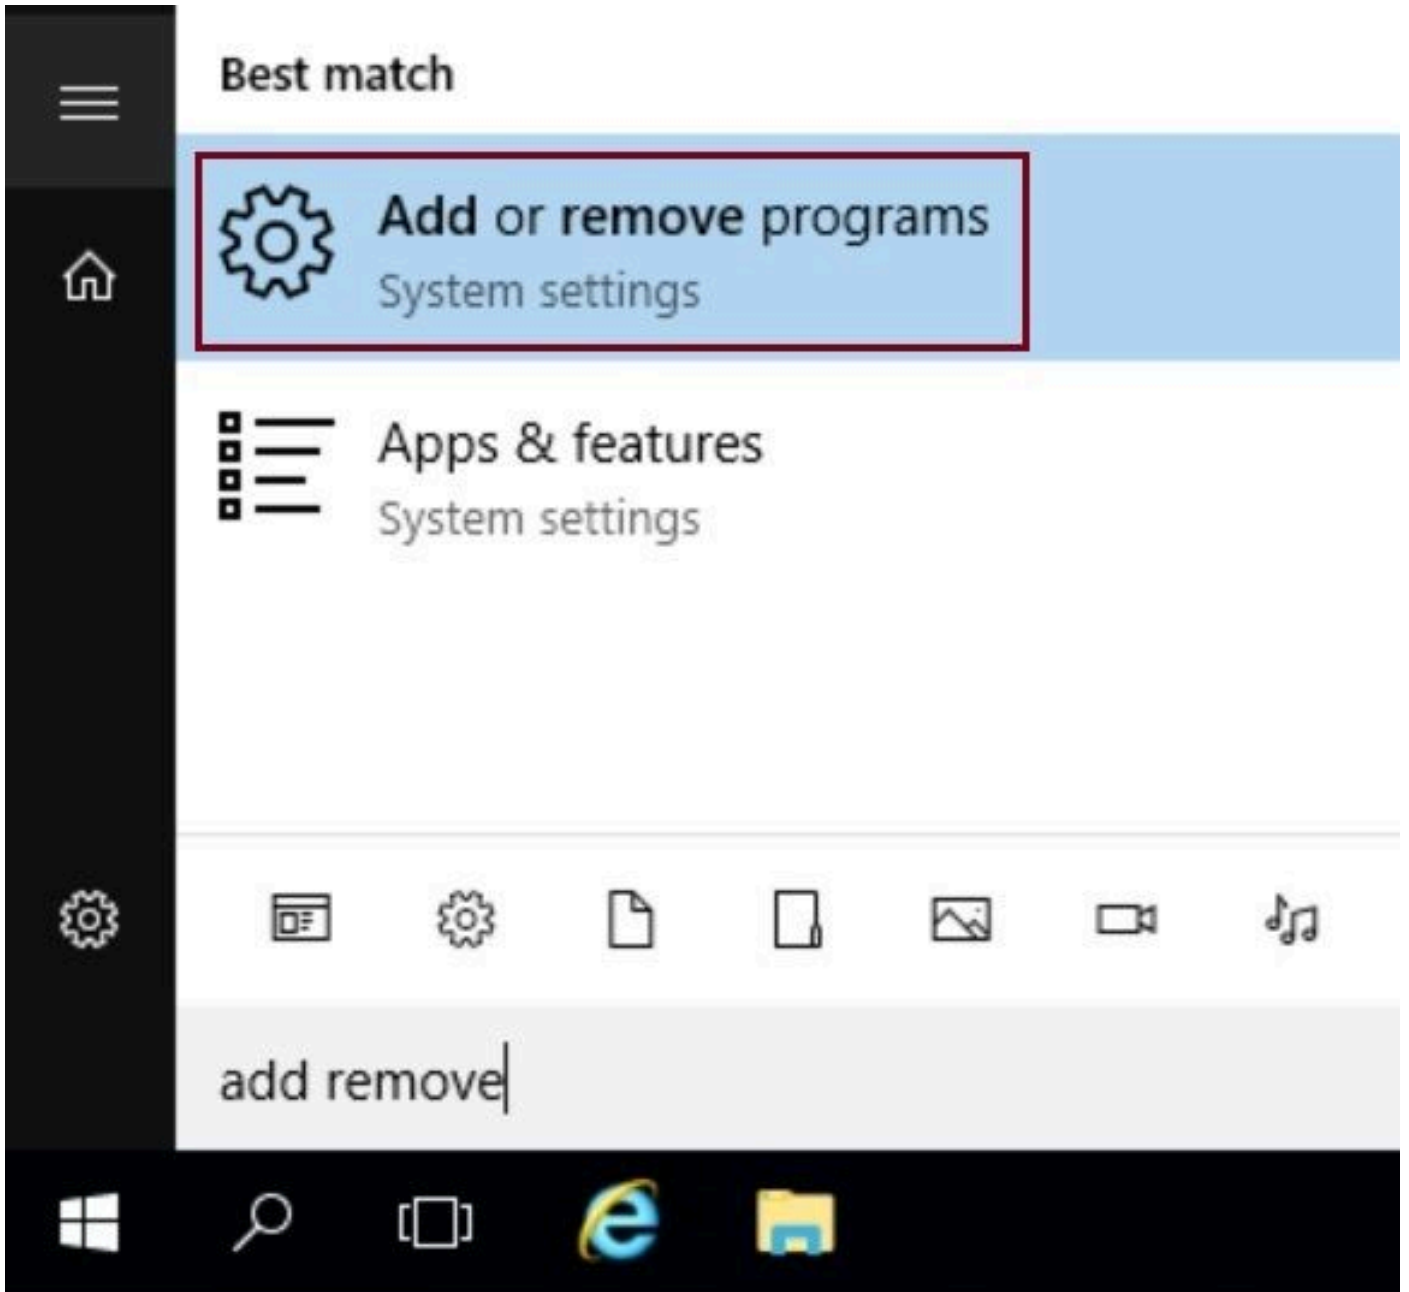 Best match
Add or remove programs
System settings
Apps & features
System settings
add remove